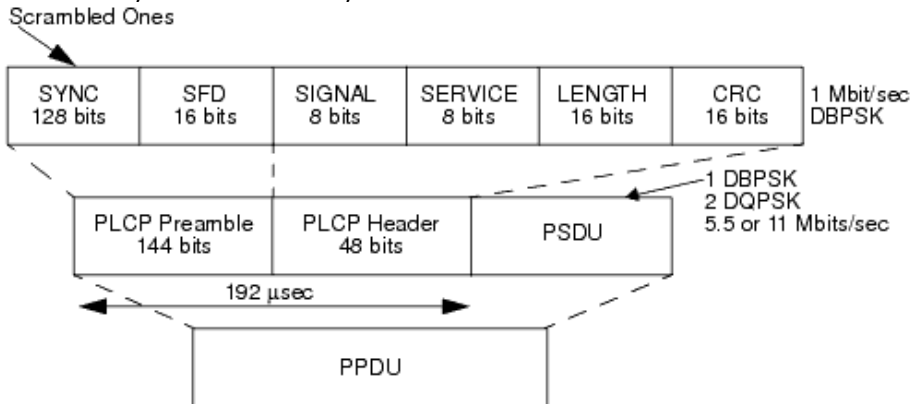 Scrambled Ones
SYNC
128 bits
SFD
16 bits
SIGNAL
8 bits
SERVICE
8 bits
LENGTH
16 bits
CRC
16 bits
1 Mbit/sec
DBPSK
1 DBPSK
2 DQPSK
5.5 or 11 Mbits/sec
PLCP Preamble
144 bits
PLCP Header
48 bits
PSDU
192 μsec
PPDU